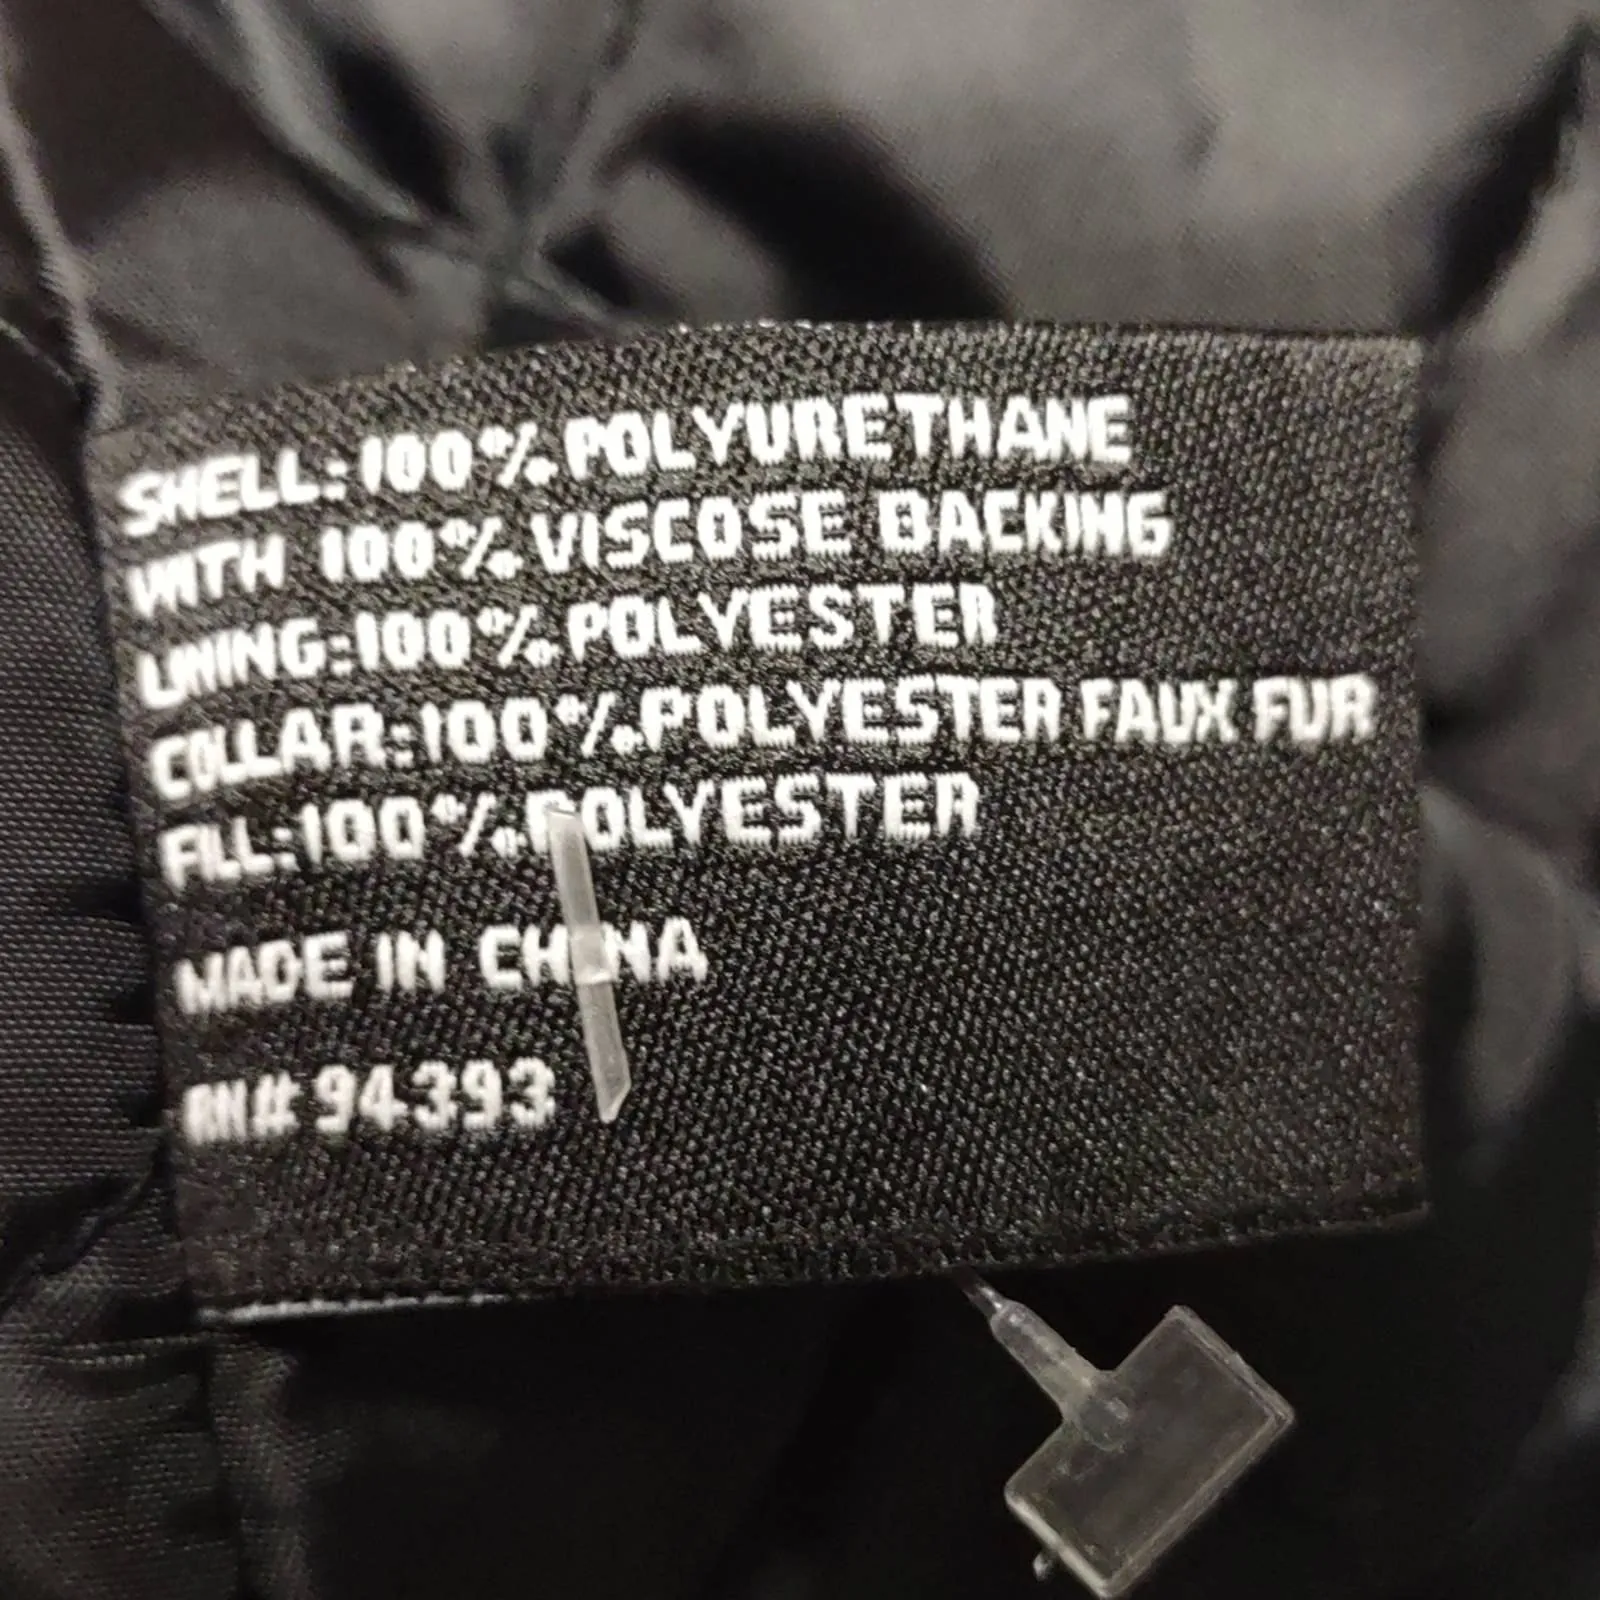 SHELL:100% POLYURETHANE
WITH 100% VISCOSE BACKING
LINING:100% POLYESTER
COLLAR:100% POLYESTER FAUX FUR
FILL:100% POLYESTER
MADE IN CHINA
RN# 94393